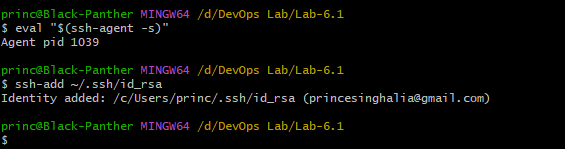 princ@Black-Panther MINGW64 /d/DevOps Lab/Lab-6.1
$ eval "$(ssh-agent -s)"
Agent pid 1039
princ@Black-Panther MINGW64 /d/DevOps Lab/Lab-6.1
$ ssh-add ~/.ssh/id_rsa
Identity added: /c/Users/princ/.ssh/id_rsa (princesinghalia@gmail.com)
princ@Black-Panther MINGW64 /d/DevOps Lab/Lab-6.1
$